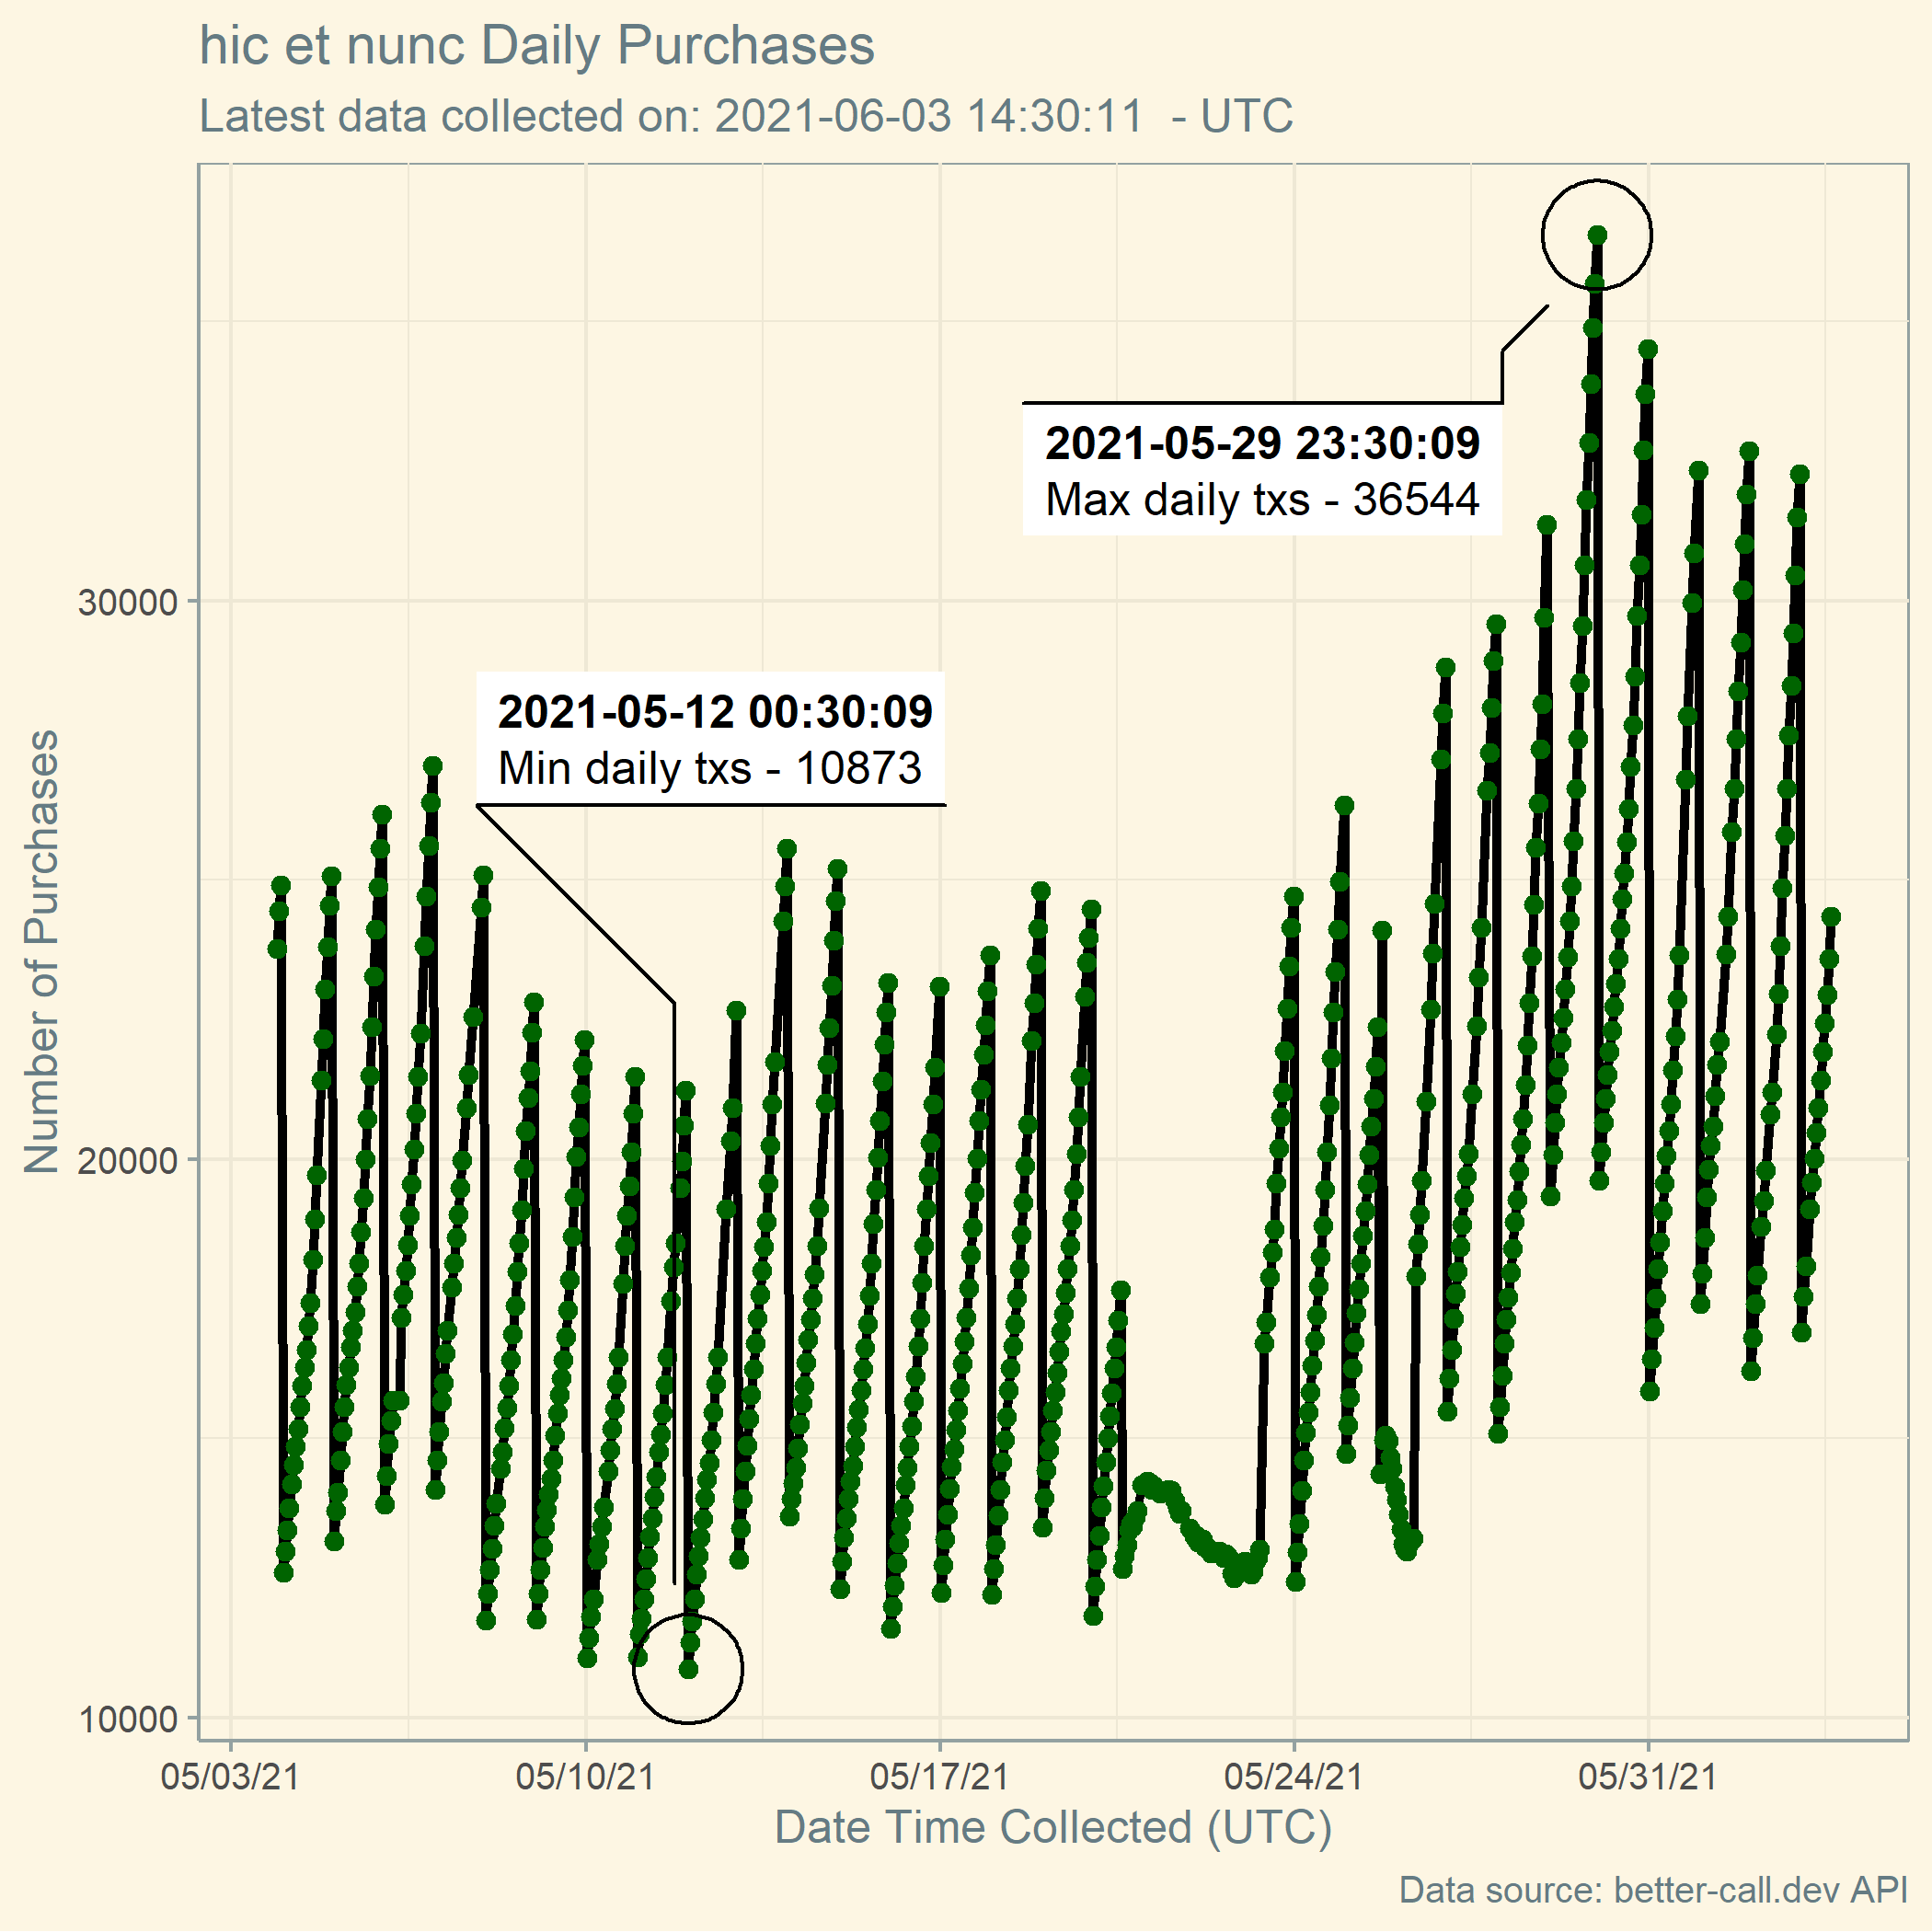 hic et nunc Daily Purchases
Latest data collected on: 2021-06-03 14:30:11  - UTC
2021-05-29 23:30:09
Max daily txs - 36544
2021-05-12 00:30:09
Min daily txs - 10873
Number of Purchases
30000
20000
10000
05/03/21
05/10/21
05/17/21
05/24/21
05/31/21
Date Time Collected (UTC)
Data source: better-call.dev API